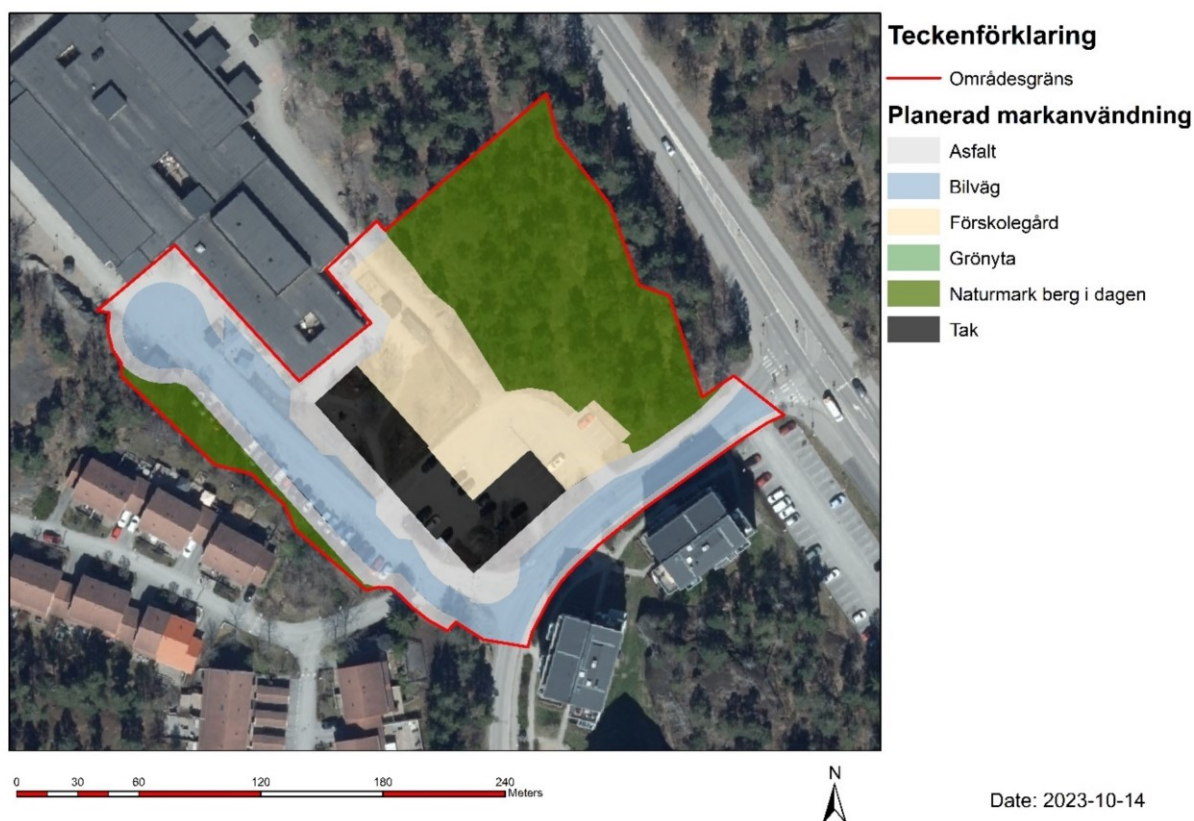 Teckenförklaring
Områdesgräns
Planerad markanvändning
Asfalt
Bilväg
Förskolegård
Grönyta
Naturmark berg i dagen
Tak
0 30 60 120 180 240
Meters
N
Date: 2023-10-14